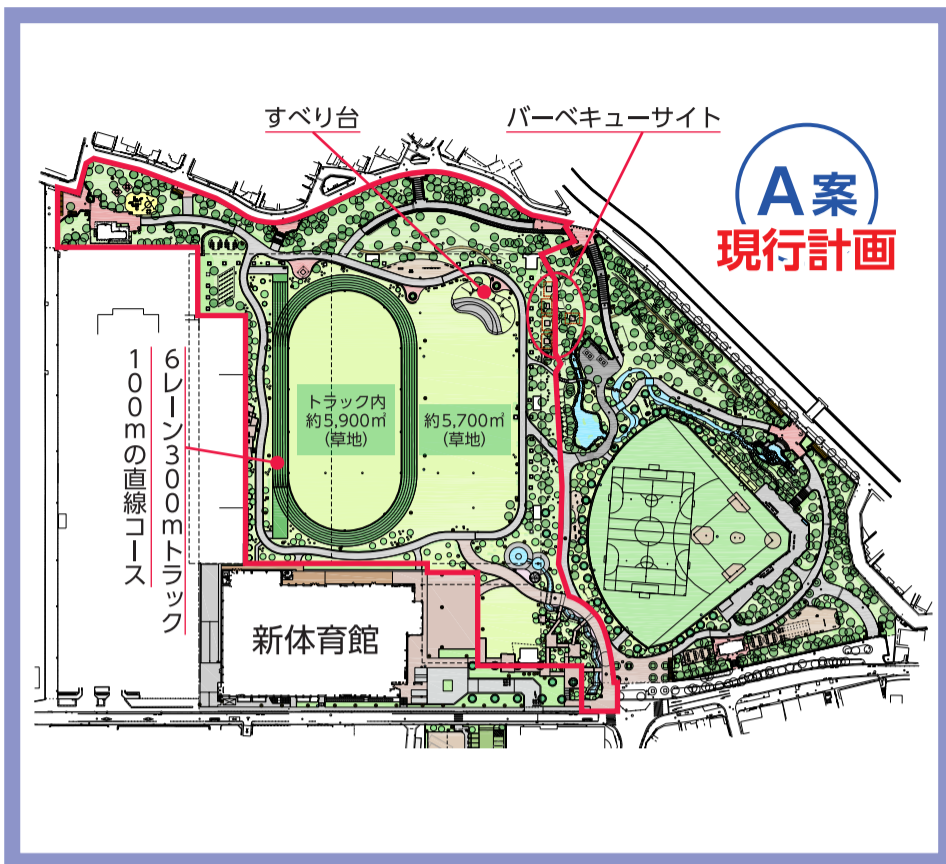 すべり台
バーベキューサイト
A案
現行計画
6レーン300mトラック
100mの直線コース
トラック内
約5,900㎡
(草地)
約5,700㎡
(草地)
新体育館